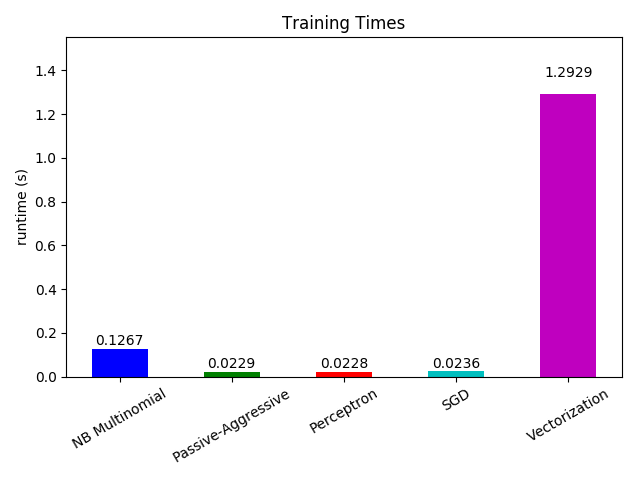 Training Times
runtime (s)
1.4
1.2
1.0
0.8
0.6
0.4
0.2
0.0
0.1267
0.0229
0.0228
0.0236
1.2929
NB Multinomial
Passive-Aggressive
Perceptron
SGD
Vectorization